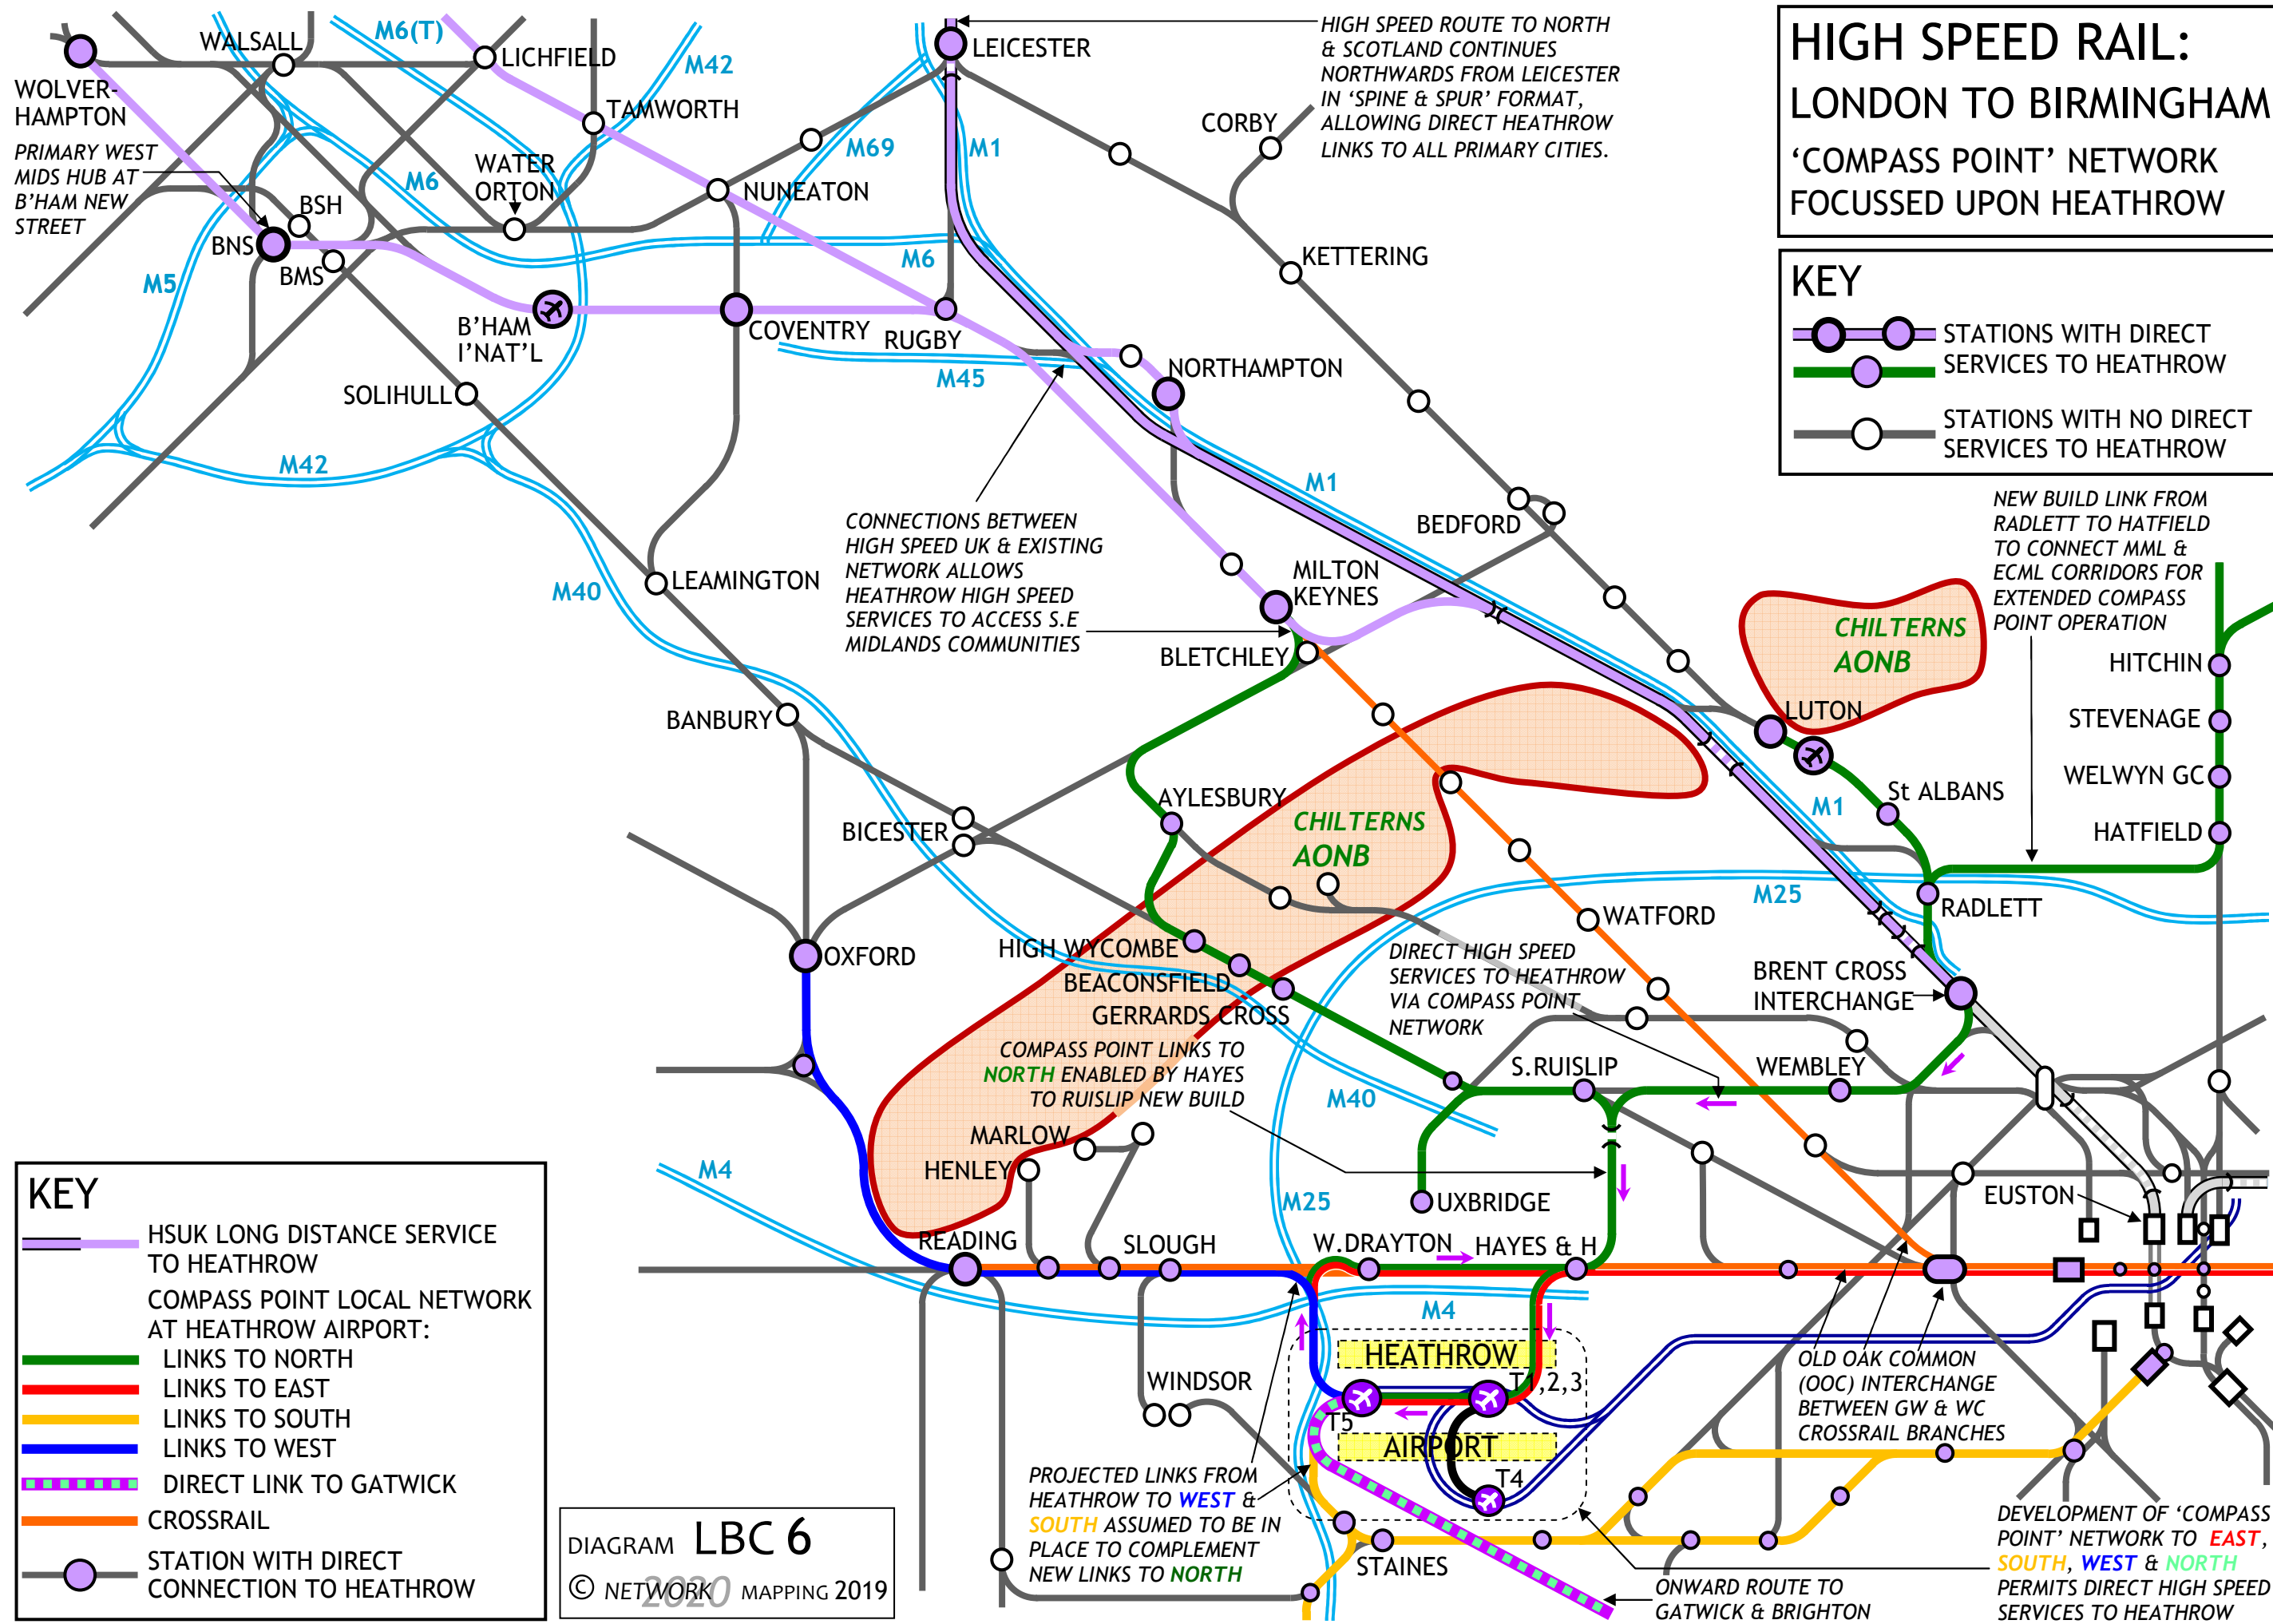 HIGH SPEED RAIL:
LONDON TO BIRMINGHAM
‘COMPASS POINT’ NETWORK
FOCUSSED UPON HEATHROW
KEY
STATIONS WITH DIRECT
SERVICES TO HEATHROW
STATIONS WITH NO DIRECT
SERVICES TO HEATHROW
HIGH SPEED ROUTE TO NORTH
& SCOTLAND CONTINUES
NORTHWARDS FROM LEICESTER
IN ‘SPINE & SPUR’ FORMAT,
ALLOWING DIRECT HEATHROW
LINKS TO ALL PRIMARY CITIES.
WALSALL
M6(T)
LICHFIELD
M42
LEICESTER
WOLVER-
HAMPTON
TAMWORTH
CORBY
PRIMARY WEST
MIDS HUB AT
B’HAM NEW
STREET
M69
M1
WATER
ORTON
M6
NUNEATON
BSH
BNS
BMS
M5
M6
KETTERING
B’HAM
I’NAT’L
COVENTRY
RUGBY
M45
NORTHAMPTON
SOLIHULL
M42
M1
BEDFORD
CONNECTIONS BETWEEN
HIGH SPEED UK & EXISTING
NETWORK ALLOWS
HEATHROW HIGH SPEED
SERVICES TO ACCESS S.E
MIDLANDS COMMUNITIES
NEW BUILD LINK FROM
RADLETT TO HATFIELD
TO CONNECT MML &
ECML CORRIDORS FOR
EXTENDED COMPASS
POINT OPERATION
LEAMINGTON
M40
MILTON
KEYNES
BLETCHLEY
CHILTERNS
AONB
HITCHIN
BANBURY
LUTON
STEVENAGE
WELWYN GC
AYLESBURY
St ALBANS
M1
BICESTER
CHILTERNS
AONB
HATFIELD
M25
RADLETT
WATFORD
OXFORD
HIGH WYCOMBE
BEACONSFIELD
GERRARDS CROSS
DIRECT HIGH SPEED
SERVICES TO HEATHROW
VIA COMPASS POINT
NETWORK
BRENT CROSS
INTERCHANGE
COMPASS POINT LINKS TO
NORTH ENABLED BY HAYES
TO RUISLIP NEW BUILD
S.RUISLIP
WEMBLEY
M40
MARLOW
HENLEY
M4
M25
UXBRIDGE
EUSTON
READING
SLOUGH
W.DRAYTON
HAYES & H
M4
HEATHROW
T1,2,3
T5
AIRPORT
T4
WINDSOR
OLD OAK COMMON
(OOC) INTERCHANGE
BETWEEN GW & WC
CROSSRAIL BRANCHES
PROJECTED LINKS FROM
HEATHROW TO WEST &
SOUTH ASSUMED TO BE IN
PLACE TO COMPLEMENT
NEW LINKS TO NORTH
STAINES
ONWARD ROUTE TO
GATWICK & BRIGHTON
DEVELOPMENT OF ‘COMPASS
POINT’ NETWORK TO EAST,
SOUTH, WEST & NORTH
PERMITS DIRECT HIGH SPEED
SERVICES TO HEATHROW
KEY
HSUK LONG DISTANCE SERVICE
TO HEATHROW
COMPASS POINT LOCAL NETWORK
AT HEATHROW AIRPORT:
LINKS TO NORTH
LINKS TO EAST
LINKS TO SOUTH
LINKS TO WEST
DIRECT LINK TO GATWICK
CROSSRAIL
STATION WITH DIRECT
CONNECTION TO HEATHROW
DIAGRAM LBC 6
© NETWORK 2020 MAPPING 2019